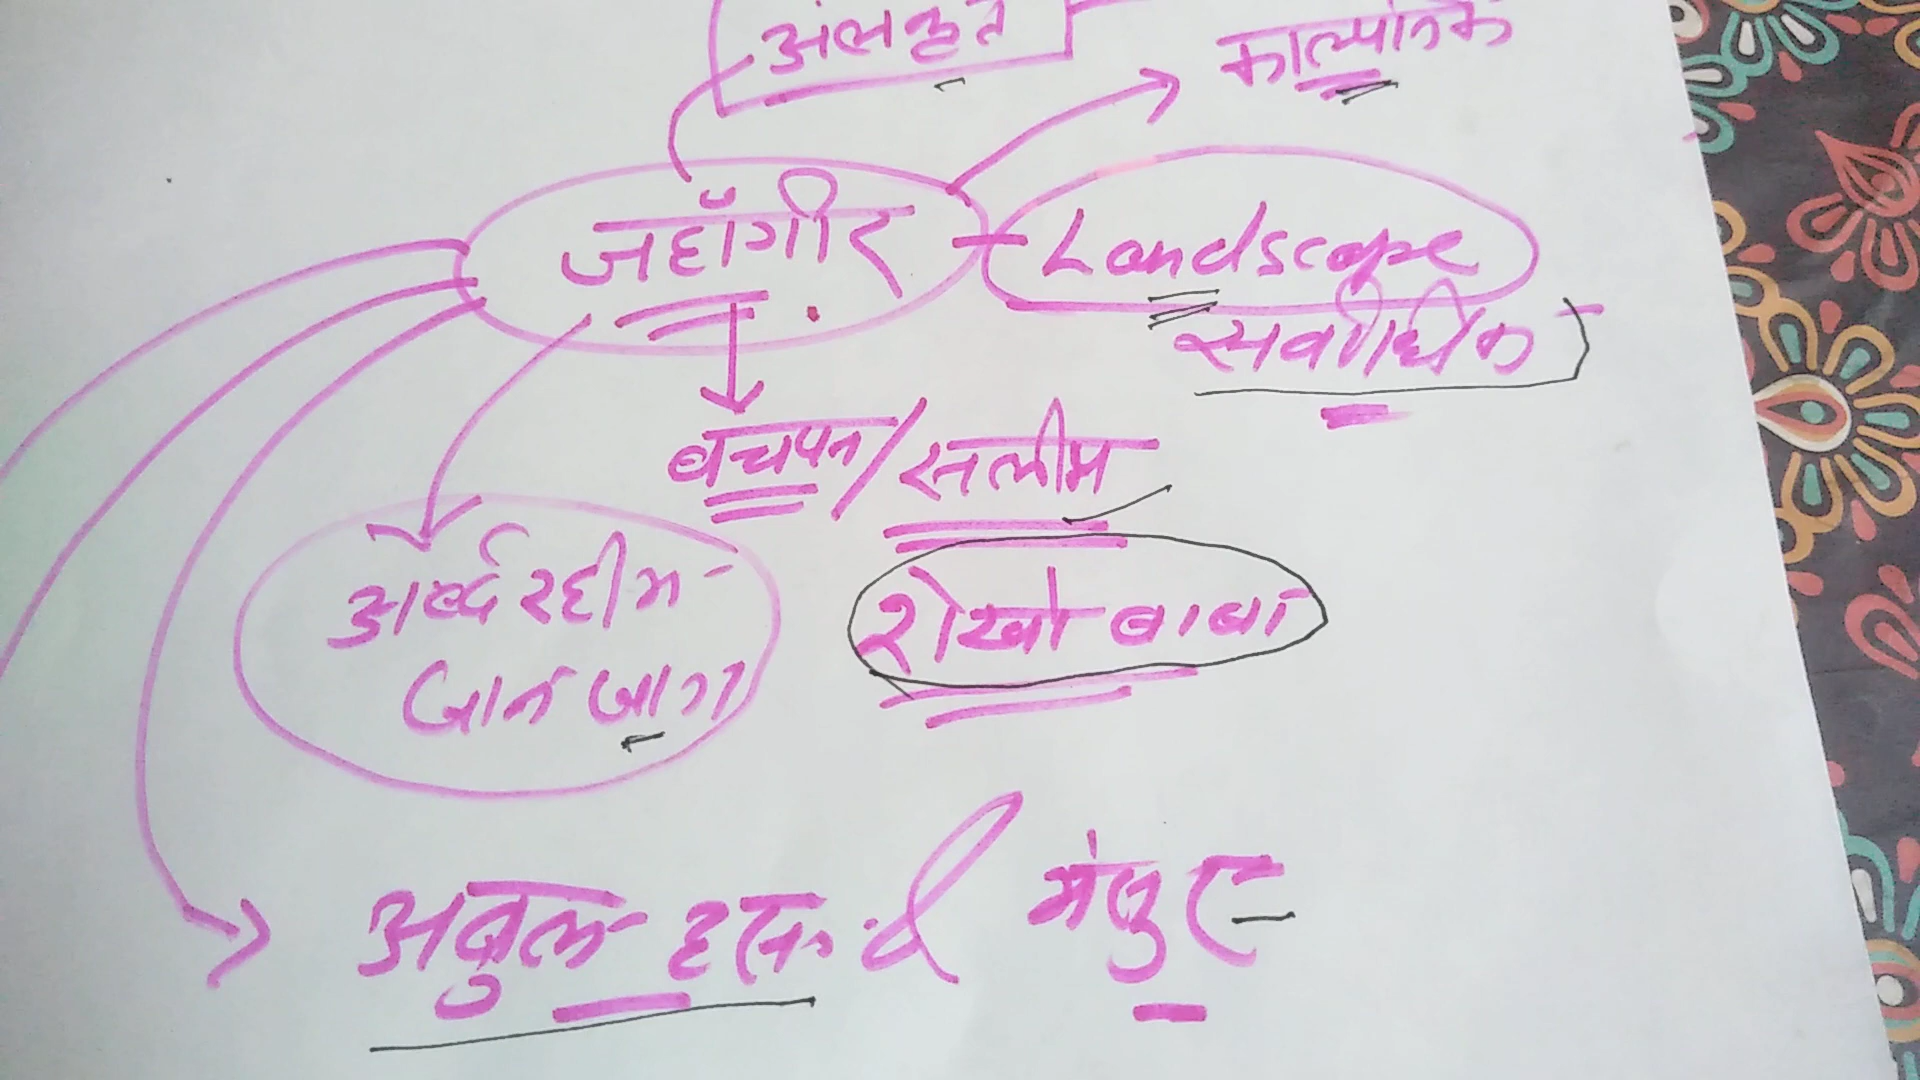 अलंकृत
काल्पनिक
जहाँगीर
Landscape
सर्वाधिक
बचपन/सलीम
शेखो बाबा
अब्द रहीम-
अबुल हसन
मंसूर